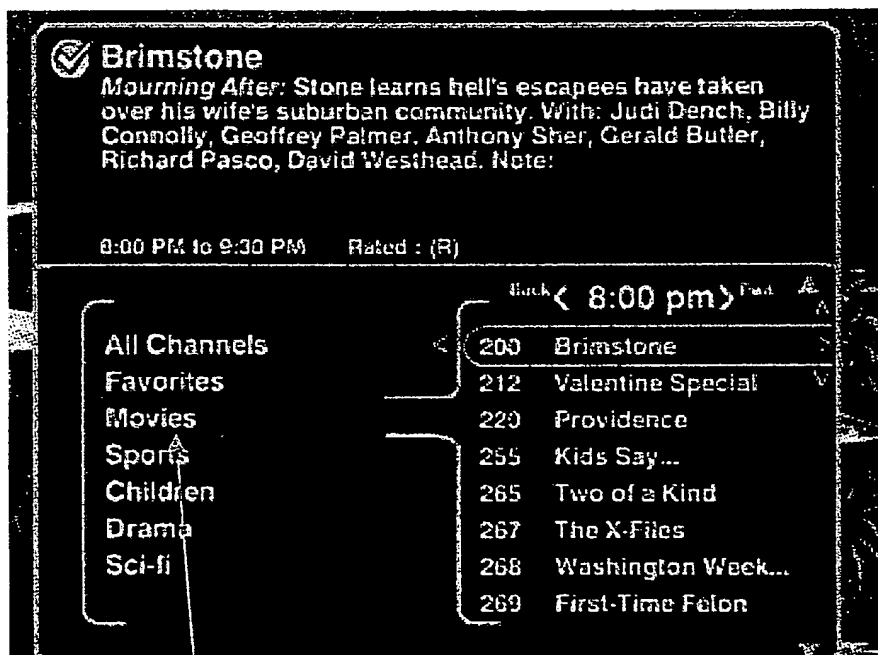 Brimstone
Mourning After: Stone learns hell's escapees have taken
over his wife's suburban community. With: Judi Dench, Billy
Connolly, Geoffrey Palmer, Anthony Sher, Gerald Butler,
Richard Pasco, David Westhead. Note:
8:00 PM to 9:30 PM Rated : (R)
Back < 8:00 pm > Fwd
All Channels
Favorites
Movies
Sports
Children
Drama
Sci-fi
200 Brimstone
212 Valentine Special
220 Providence
255 Kids Say...
265 Two of a Kind
267 The X-Files
268 Washington Week...
269 First-Time Felon